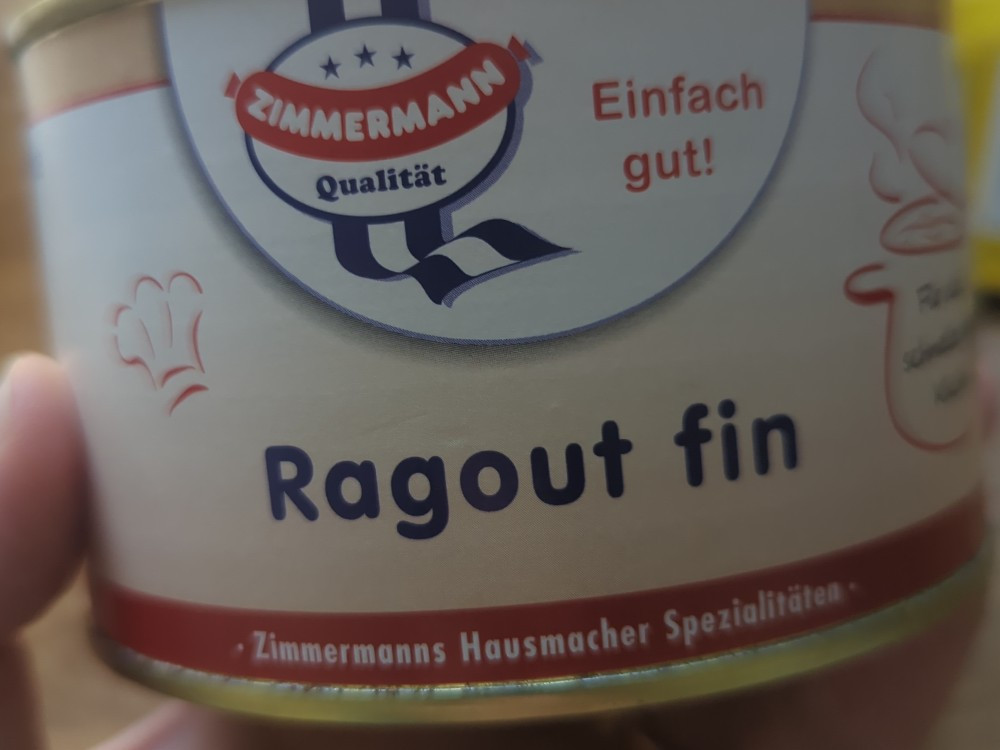 ZIMMERMANN
Qualität
Einfach
gut!
Ragout fin
· Zimmermanns Hausmacher Spezialitäten ·